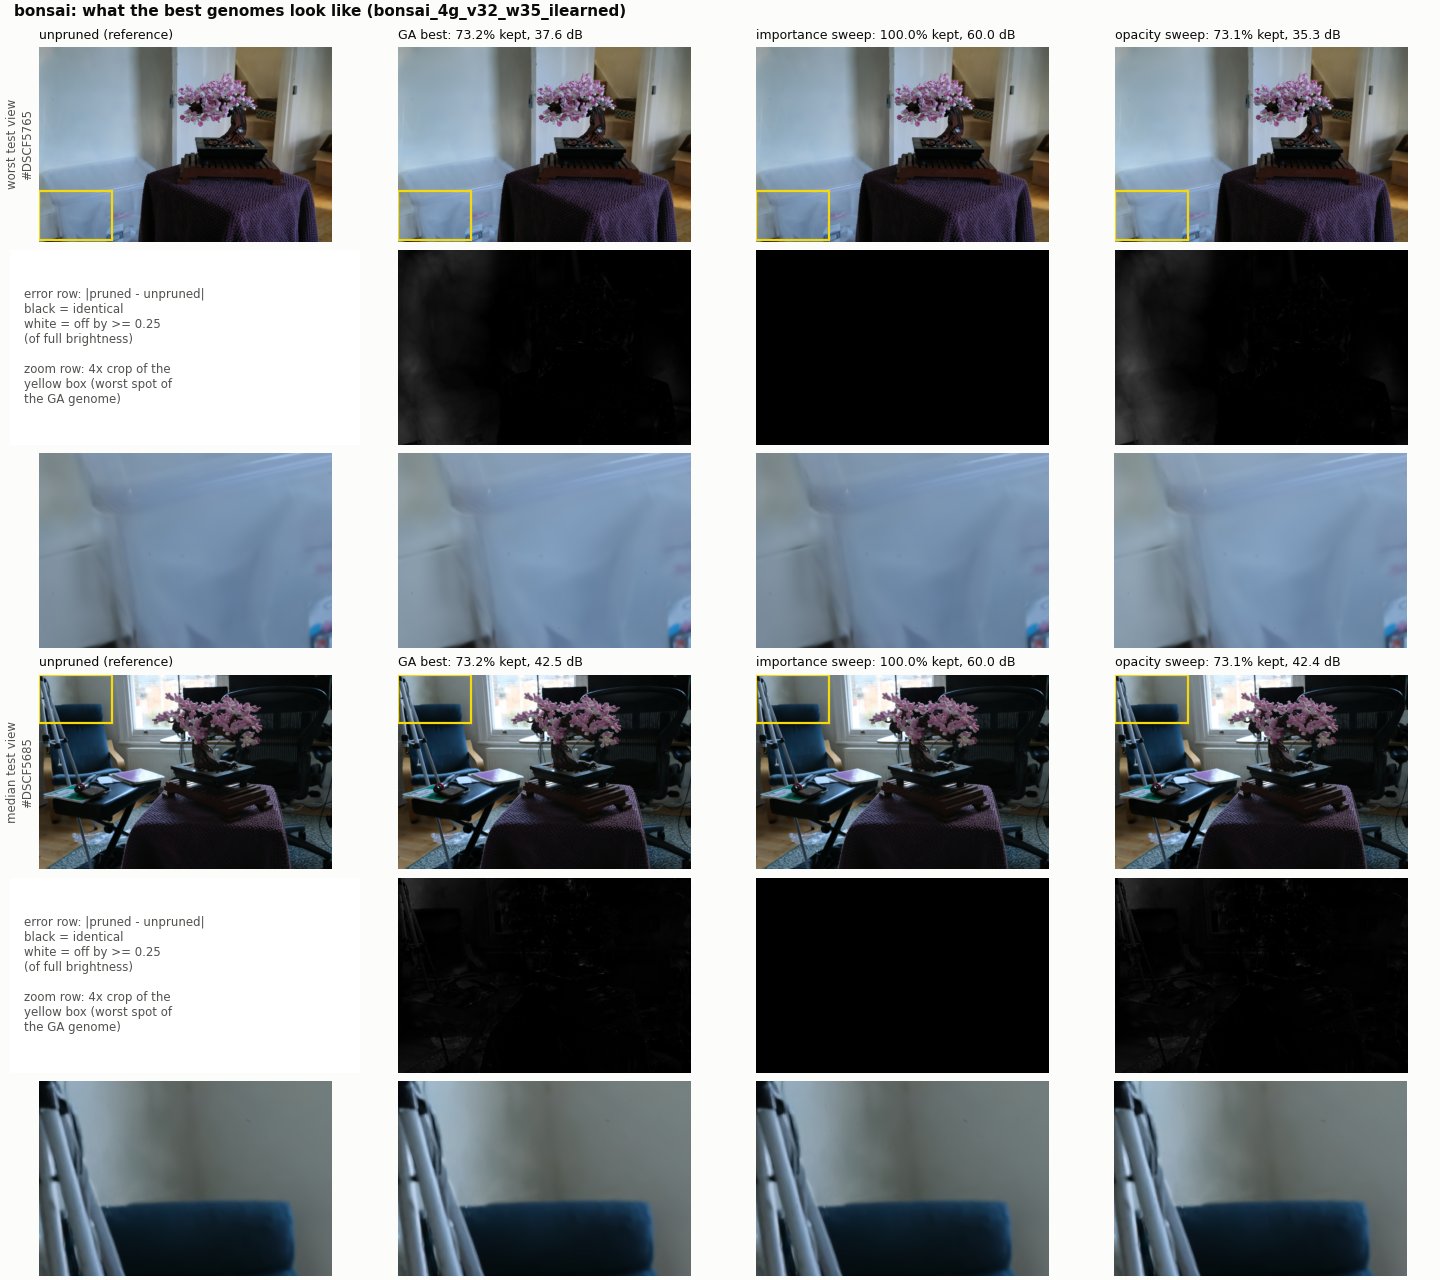 bonsai: what the best genomes look like (bonsai_4g_v32_w35_ilearned)
unpruned (reference)
GA best: 73.2% kept, 37.6 dB
importance sweep: 100.0% kept, 60.0 dB
opacity sweep: 73.1% kept, 35.3 dB
worst test view
#DSCF5765
error row: |pruned - unpruned|
black = identical
white = off by >= 0.25
(of full brightness)
zoom row: 4x crop of the
yellow box (worst spot of
the GA genome)
unpruned (reference)
GA best: 73.2% kept, 42.5 dB
importance sweep: 100.0% kept, 60.0 dB
opacity sweep: 73.1% kept, 42.4 dB
median test view
#DSCF5685
error row: |pruned - unpruned|
black = identical
white = off by >= 0.25
(of full brightness)
zoom row: 4x crop of the
yellow box (worst spot of
the GA genome)